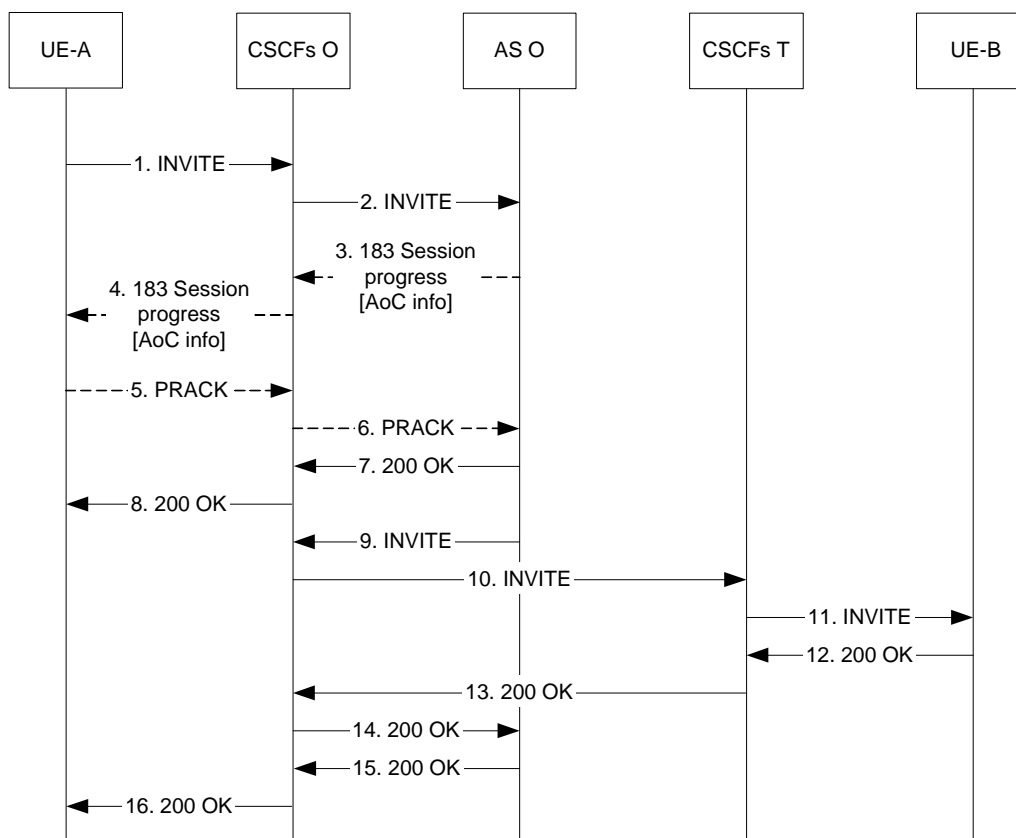 UE-A
CSCFs O
AS O
CSCFs T
UE-B
1. INVITE
2. INVITE
3. 183 Session
progress
[AoC info]
4. 183 Session
progress
[AoC info]
5. PRACK
6. PRACK
7. 200 OK
8. 200 OK
9. INVITE
10. INVITE
11. INVITE
12. 200 OK
13. 200 OK
14. 200 OK
15. 200 OK
16. 200 OK